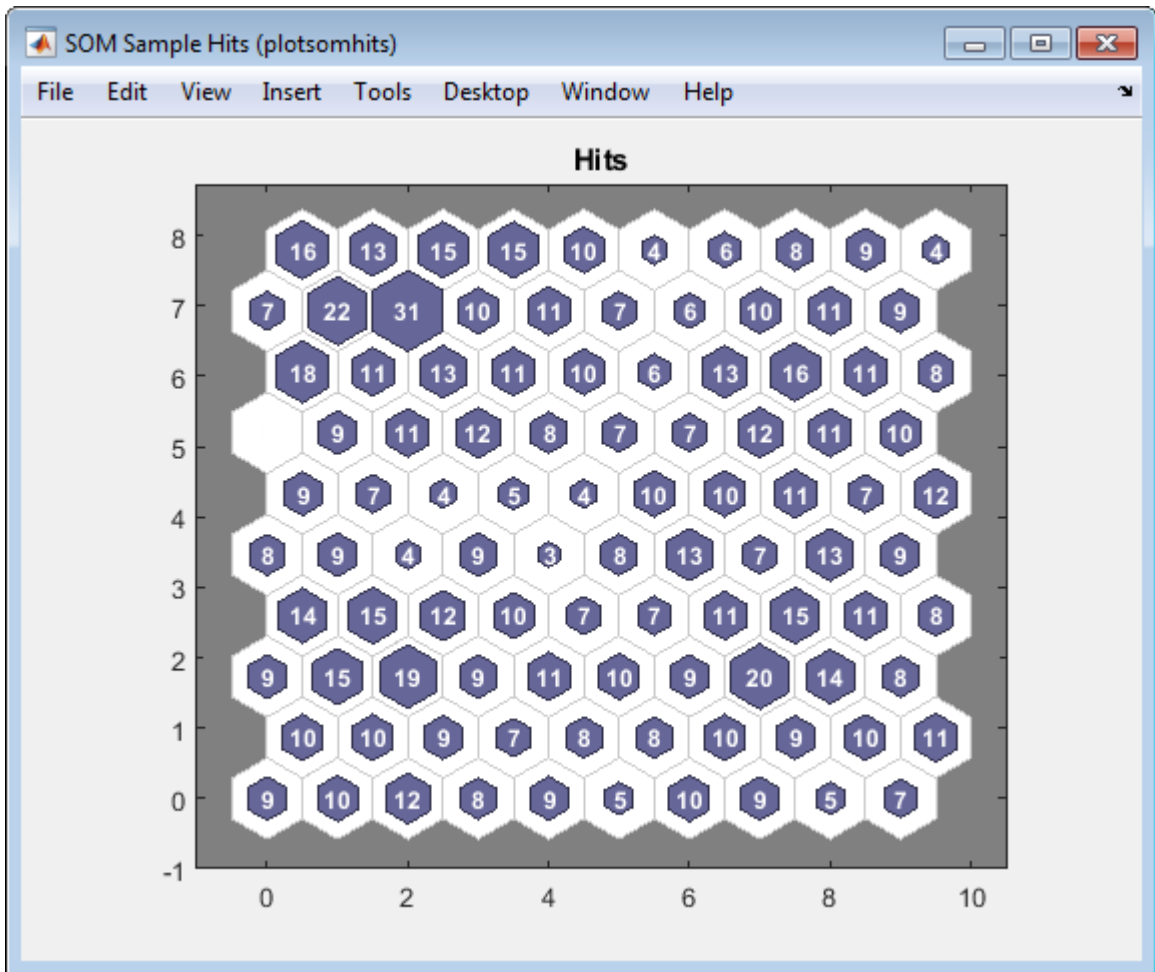 SOM Sample Hits (plotsomhits)
File Edit View Insert Tools Desktop Window Help
Hits
8 16 13 15 15 10 4 6 8 9 4
7 7 22 31 10 11 7 6 10 11 9
6 18 11 13 11 10 6 13 16 11 8
5 9 11 12 8 7 7 12 11 10
4 9 7 4 5 4 10 10 11 7 12
3 8 9 4 9 3 8 13 7 13 9
14 15 12 10 7 7 11 15 11 8
2 9 15 19 9 11 10 9 20 14 8
1 10 10 9 7 8 8 10 9 10 11
0 9 10 12 8 9 5 10 9 5 7
-1
0 2 4 6 8 10